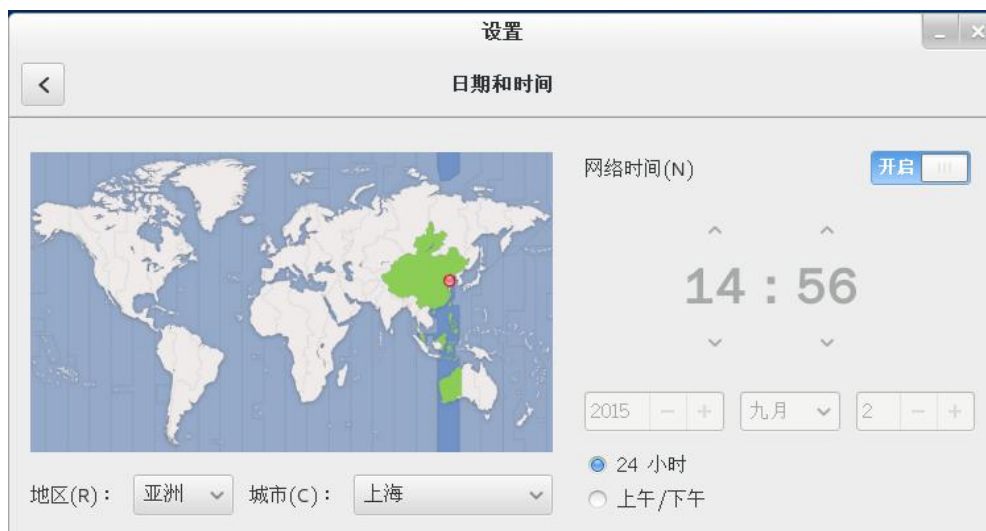 设置
日期和时间
网络时间(N) 开启
14 : 56
2015 九月 2
24 小时
上午/下午
地区(R)： 亚洲 城市(C)： 上海